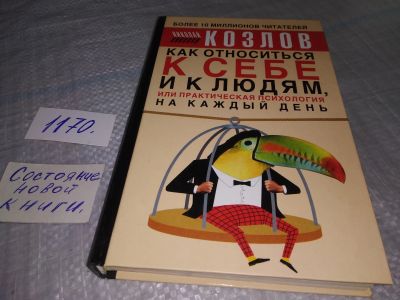 БОЛЕЕ 10 МИЛЛИОНОВ ЧИТАТЕЛЕЙ
НИКОЛАЙ КОЗЛОВ
КАК ОТНОСИТЬСЯ
К СЕБЕ
И К ЛЮДЯМ,
ИЛИ ПРАКТИЧЕСКАЯ ПСИХОЛОГИЯ
НА КАЖДЫЙ ДЕНЬ
1170.
Состояние
новой
книги.